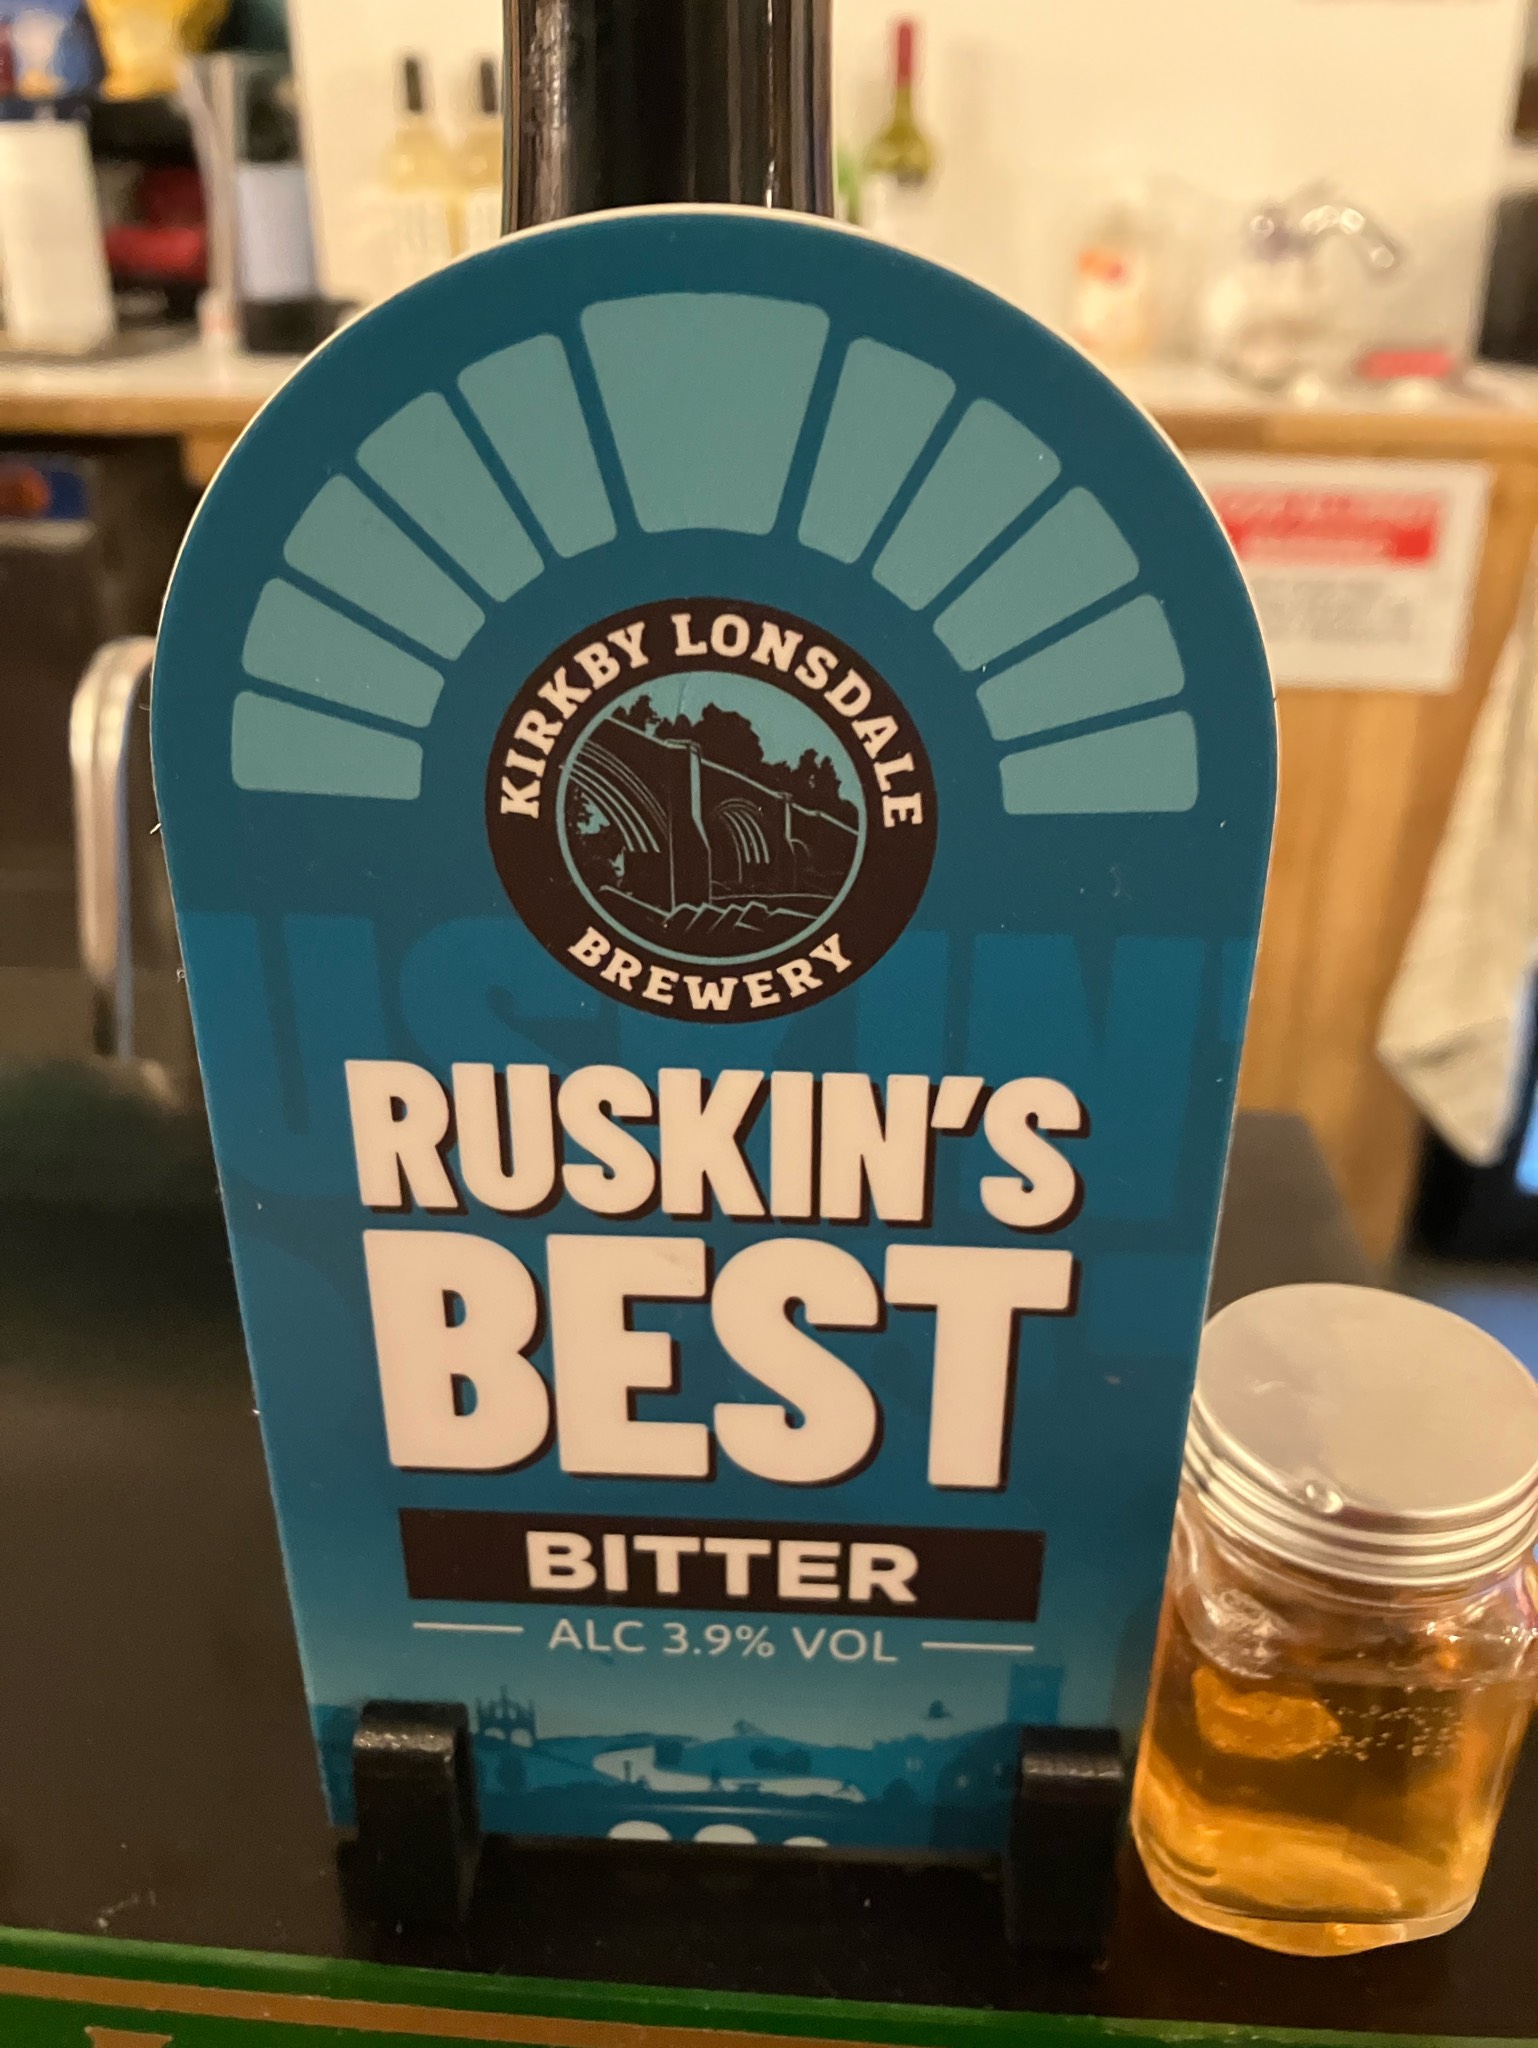 KIRKBY LONSDALE
BREWERY
RUSKIN'S
BEST
BITTER
ALC 3.9% VOL